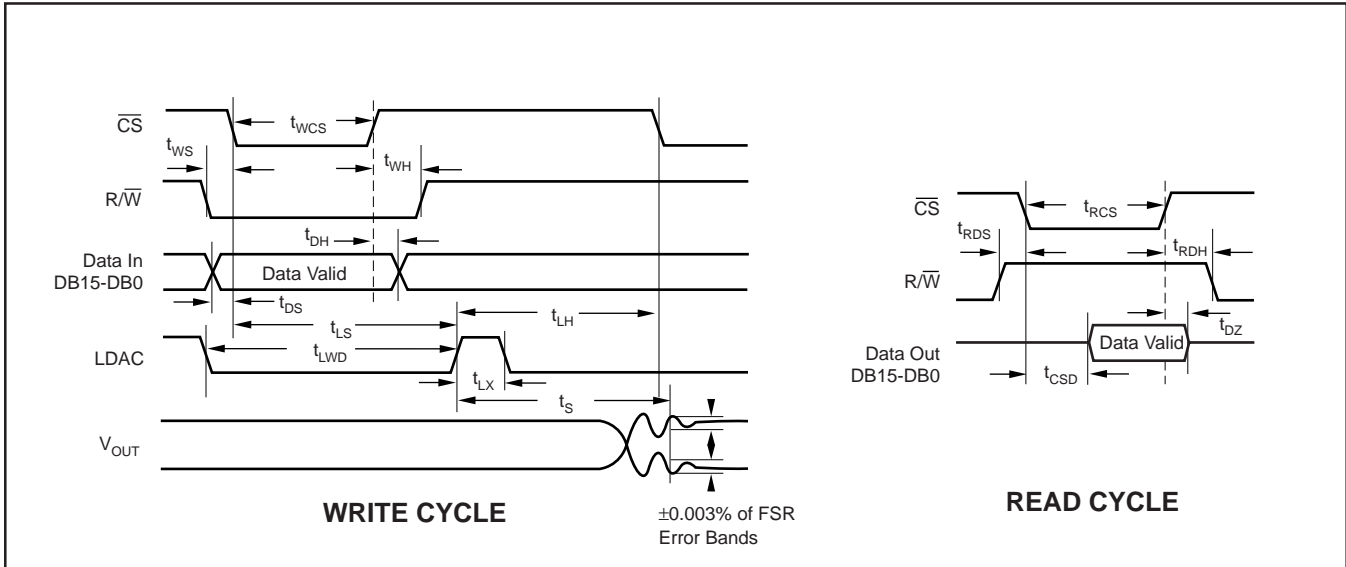 C̅S̅
tWCS
tWS
tWH
R/W̅
tDH
Data In
DB15-DB0
Data Valid
tDS
tLS
tLH
LDAC
tLWD
tLX
tS
VOUT
WRITE CYCLE
±0.003% of FSR
Error Bands
C̅S̅
tRCS
tRDS
tRDH
R/W̅
tDZ
Data Out
DB15-DB0
Data Valid
tCSD
READ CYCLE